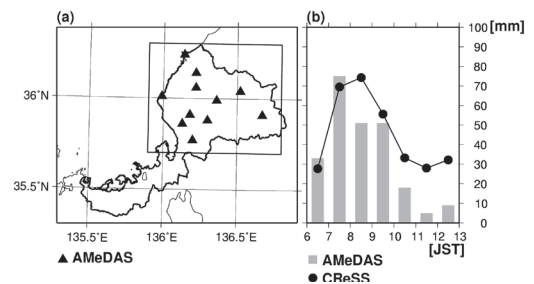 (a)
36˚N
35.5˚N
135.5˚E 136˚E 136.5˚E
▲ AMeDAS
(b)
100 [mm]
90
80
70
60
50
40
30
20
10
0
6 7 8 9 10 11 12 13
[JST]
AMeDAS
CReSS